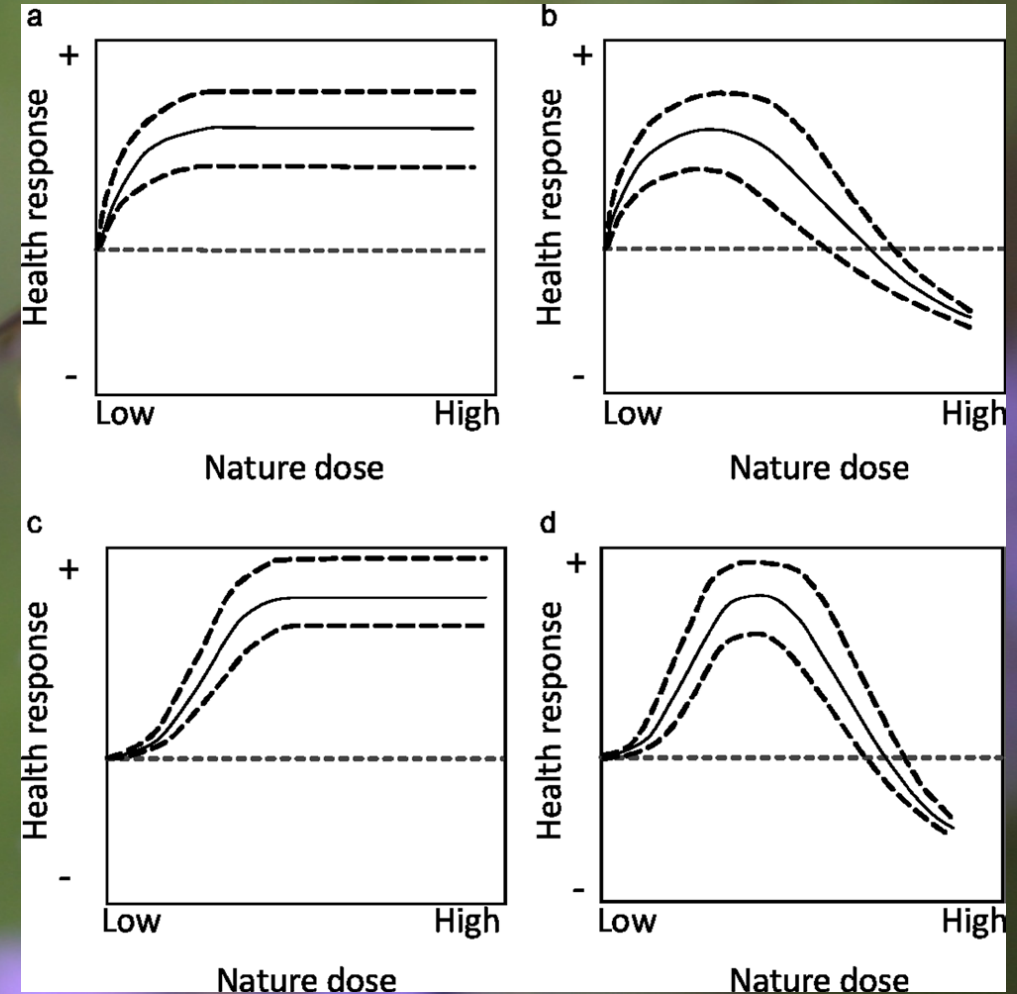 a
+
Health response
-
Low High
Nature dose
b
+
Health response
-
Low High
Nature dose
c
+
Health response
-
Low High
Nature dose
d
+
Health response
-
Low High
Nature dose